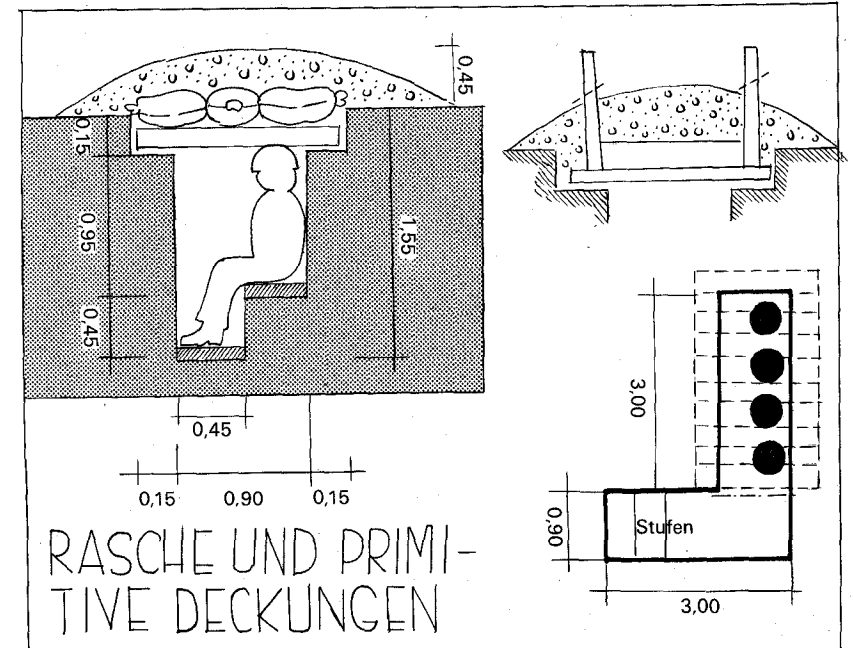 0,45
0,15
0,95
1,55
0,45
0,45
0,15 0,90 0,15
3,00
0,90
Stufen
3,00
RASCHE UND PRIMI-
TIVE DECKUNGEN